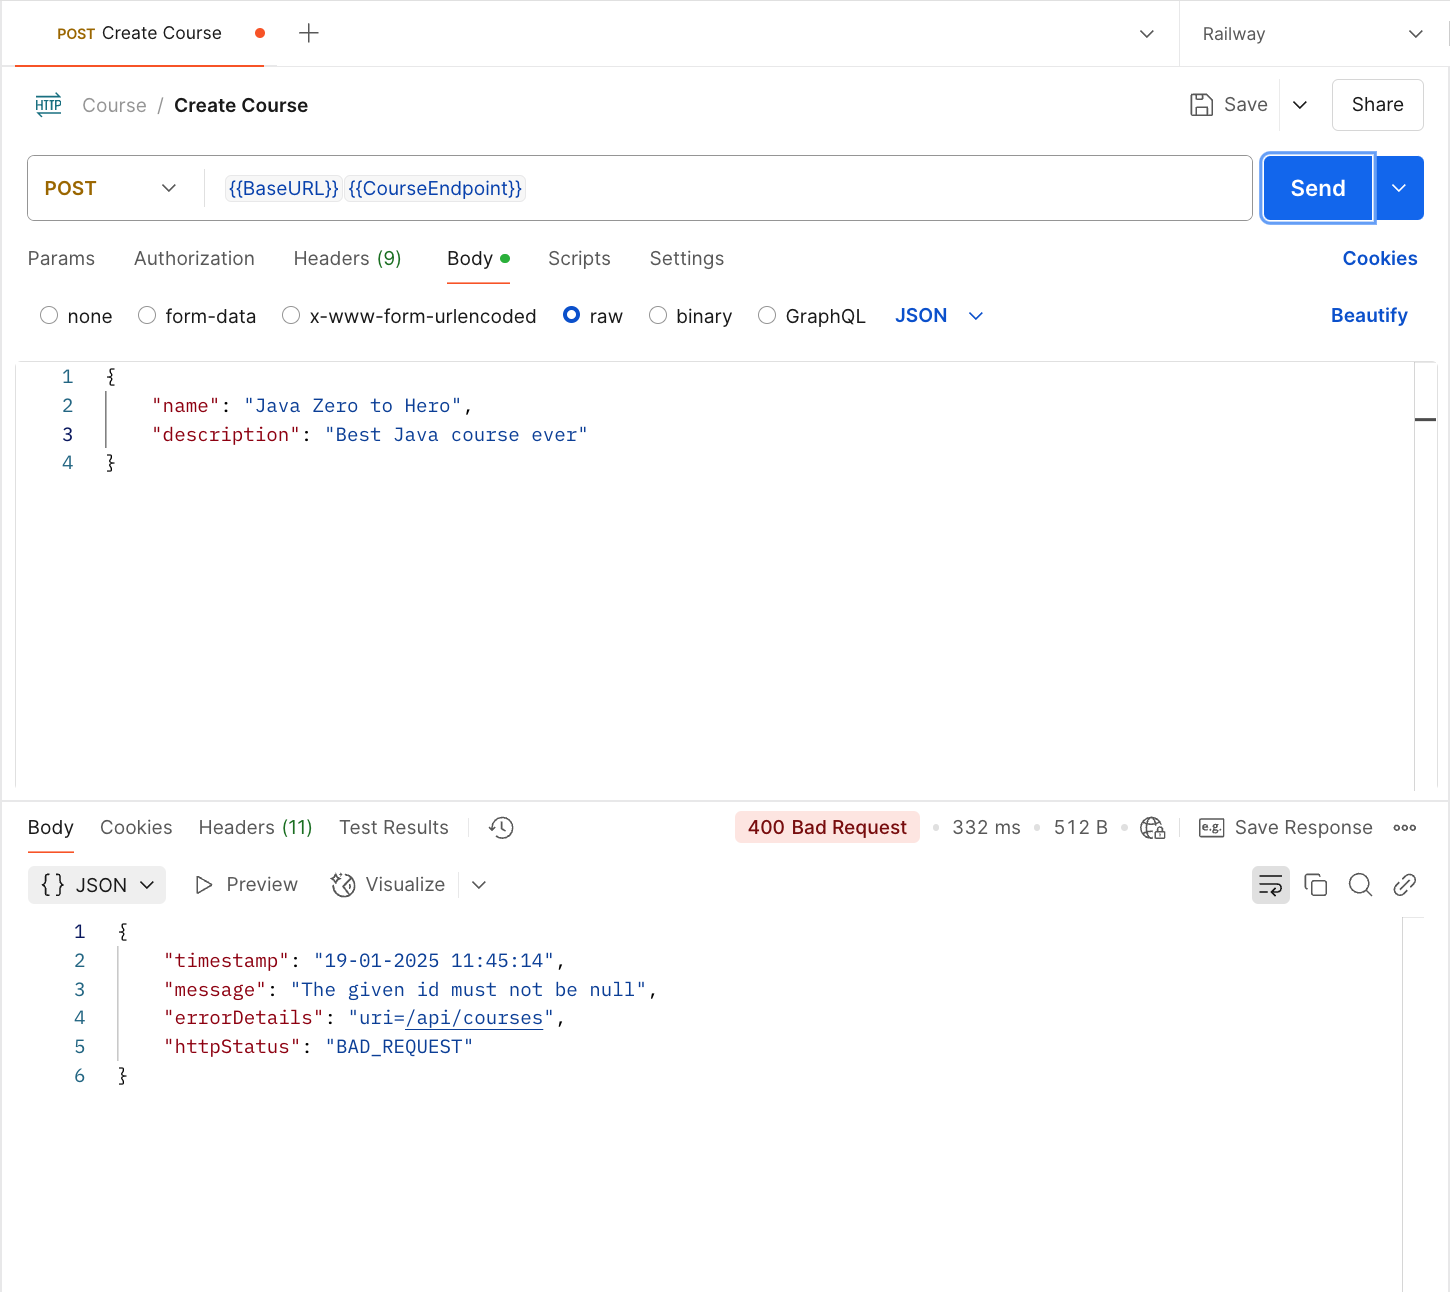 POST Create Course
Railway
HTTP Course / Create Course Save Share
POST {{BaseURL}} {{CourseEndpoint}} Send
Params Authorization Headers (9) Body Scripts Settings Cookies
none form-data x-www-form-urlencoded raw binary GraphQL JSON Beautify
1 {
2 "name": "Java Zero to Hero",
3 "description": "Best Java course ever"
4 }
Body Cookies Headers (11) Test Results 400 Bad Request 332 ms 512 B e.g. Save Response
{} JSON Preview Visualize
1 {
2 "timestamp": "19-01-2025 11:45:14",
3 "message": "The given id must not be null",
4 "errorDetails": "uri=/api/courses",
5 "httpStatus": "BAD_REQUEST"
6 }